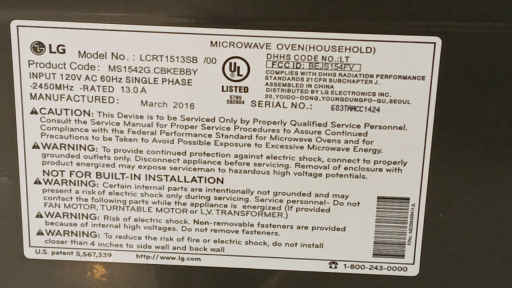 LG
MICROWAVE OVEN(HOUSEHOLD)
Model No.: LCRT1513SB /00
DHHS CODE NO.:LT
Product Code: MS1542G.CBKEBBY
FCC ID: BEJS154FV
INPUT 120V AC 60Hz SINGLE PHASE
COMPLIES WITH DHHS RADIATION PERFORMANCE
STANDARDS 21CFR SUBCHAPTER J.
-2450MHz -RATED 13.0A
UL LISTED
DISTRIBUTED BY LG ELECTRONICS INC.
20,YOIDO-DONG,YOUNGDUNGPO-GU,SEOUL
MANUFACTURED: March 2016
SERIAL NO.: 603TAMCC1424
CAUTION: This Devise is to be Serviced Only by Properly Qualified Service Personnel.
Consult the Service Manual for Proper Service Procedures to Assure Continued
Compliance with the Federal Performance Standard for Microwave Ovens and for
Precautions to be Taken to Avoid Possible Exposure to Excessive Microwave Energy.
WARNING: To provide continued protection against electric shock, connect to properly
grounded outlets only. Disconnect appliance before servicing. Removal of enclosure with
product energized may expose serviceman to hazardous high voltage potentials.
NOT FOR BUILT-IN INSTALLATION
WARNING: Certain internal parts are intentionally not grounded and may
present a risk of electric shock only during servicing. Service personnel- Do not
contact the following parts while the appliance is energized (If provided
FAN MOTOR, TURNTABLE MOTOR or L.V. TRANSFORMER.)
WARNING: Risk of electric shock. Non-removable fasteners are provided
because of internal high voltages. Do not remove fasteners.
WARNING: To reduce the risk of fire or electric shock, do not install
closer than 4 inches to side wall and back wall
U.S. patent 5,567,339
http://www.lg.com
1-800-243-0000